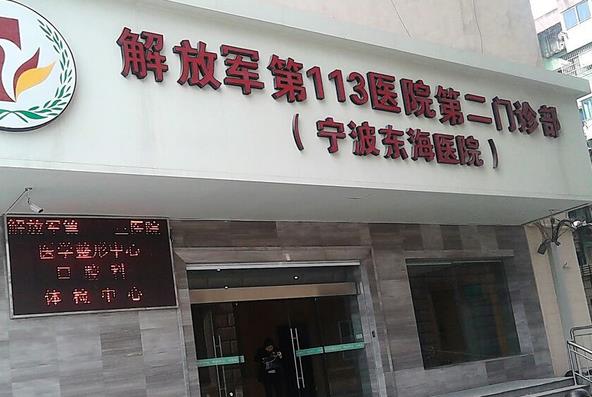 解放军第113医院第二门诊部
（宁波东海医院）
解放军第 二医院
医学整形中心
口腔科
体检中心